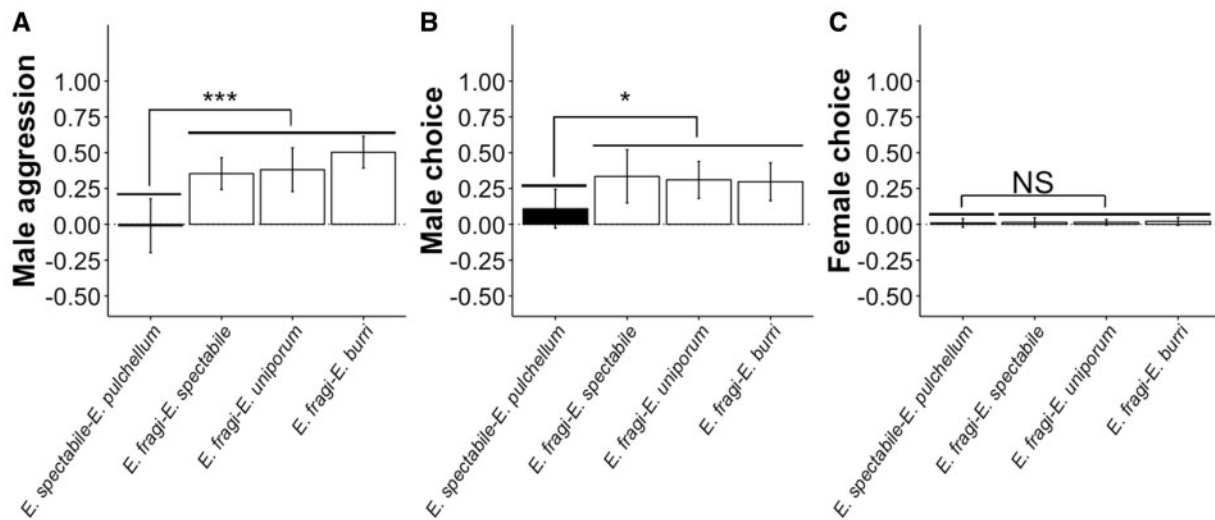 A
Male aggression
1.00
0.75
0.50
0.25
0.00
-0.25
-0.50
***
E. spectabile-E. pulchellum
E. fragi-E. spectabile
E. fragi-E. uniporum
E. fragi-E. burri
B
Male choice
1.00
0.75
0.50
0.25
0.00
-0.25
-0.50
*
E. spectabile-E. pulchellum
E. fragi-E. spectabile
E. fragi-E. uniporum
E. fragi-E. burri
C
Female choice
1.00
0.75
0.50
0.25
0.00
-0.25
-0.50
NS
E. spectabile-E. pulchellum
E. fragi-E. spectabile
E. fragi-E. uniporum
E. fragi-E. burri